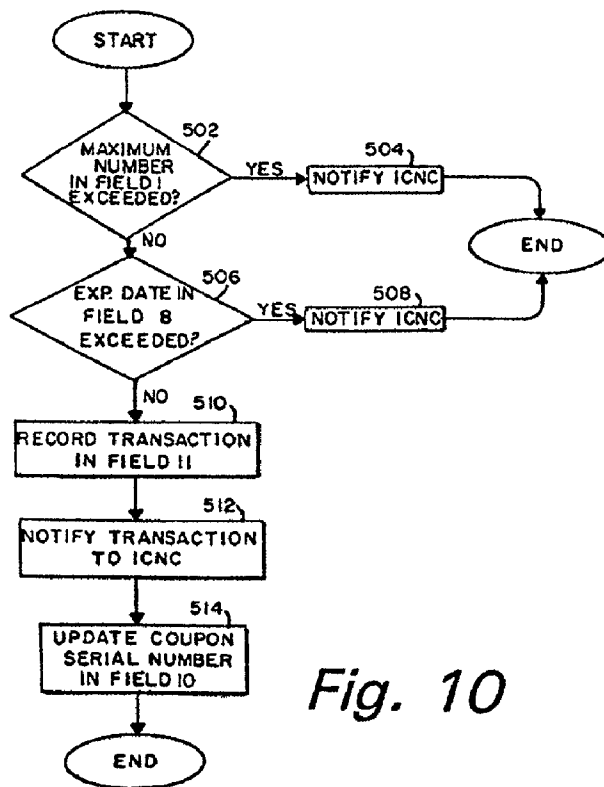 START
502
MAXIMUM
NUMBER
IN FIELD 1
EXCEEDED?
YES
504
NOTIFY ICNC
END
NO
506
EXP. DATE IN
FIELD 8
EXCEEDED?
YES
508
NOTIFY ICNC
NO
510
RECORD TRANSACTION
IN FIELD 11
512
NOTIFY TRANSACTION
TO ICNC
514
UPDATE COUPON
SERIAL NUMBER
IN FIELD 10
END
Fig. 10